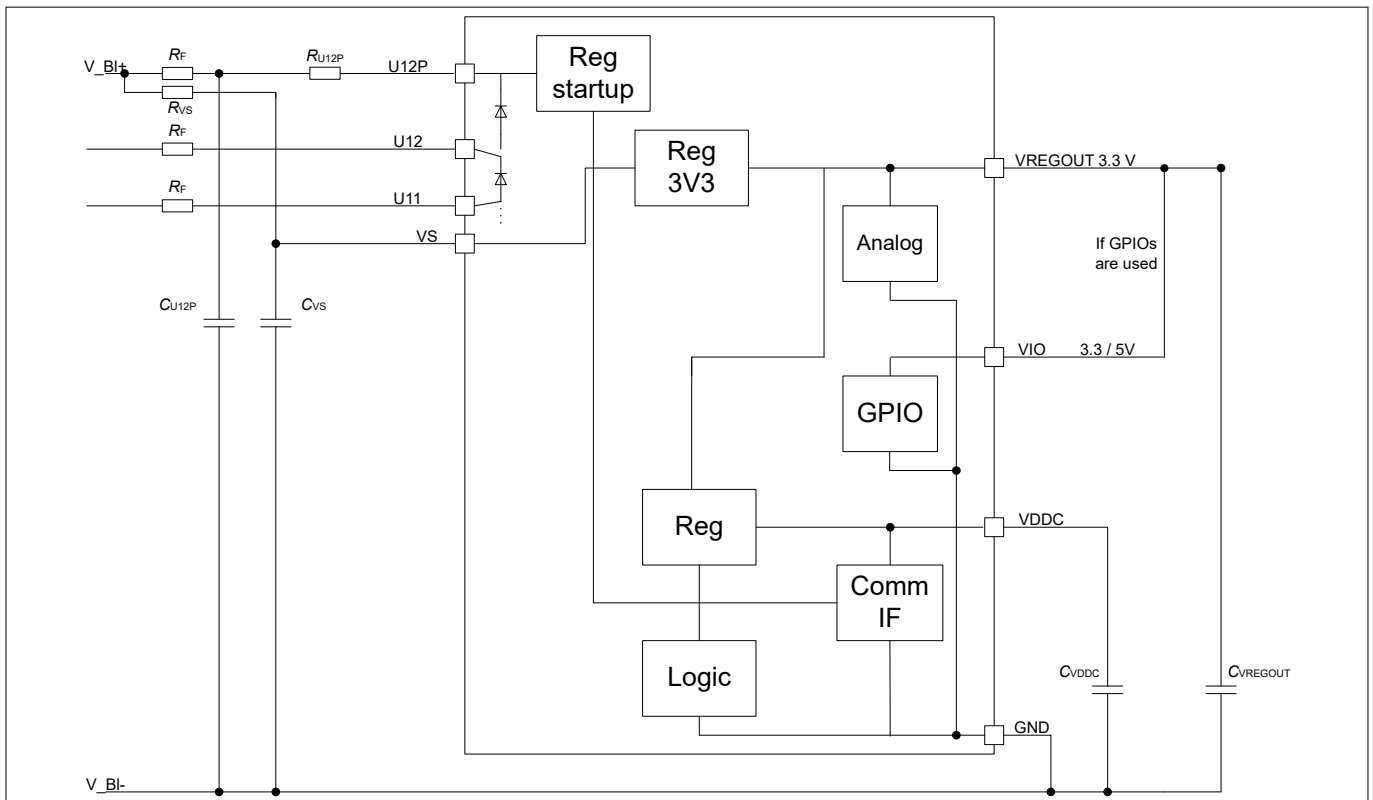 V_BI+
RF
RU12P
U12P
Reg
startup
RVS
RF
U12
Reg
3V3
VREGOUT 3.3 V
RF
U11
VS
Analog
If GPIOs
are used
CU12P
CVS
VIO 3.3 / 5V
GPIO
Reg
VDDC
Comm
IF
Logic
CVDDC
CVREGOUT
GND
V_BI-